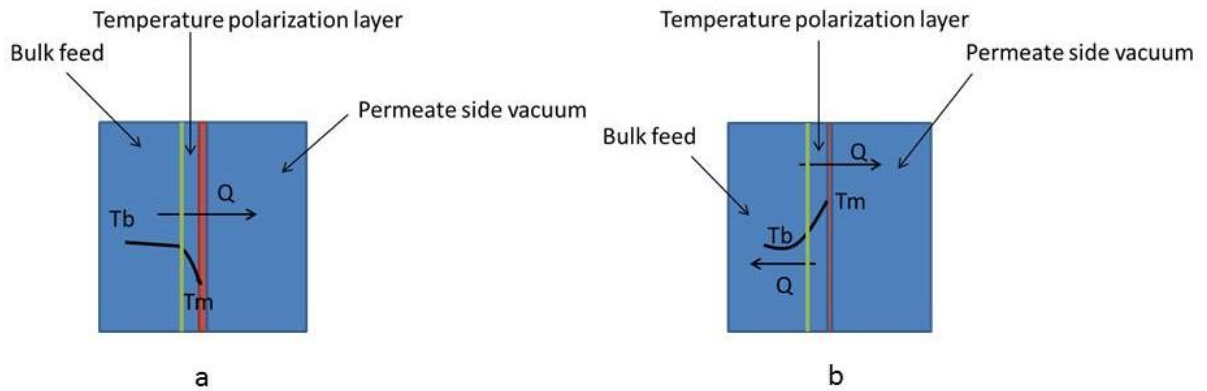 Temperature polarization layer
Bulk feed
Permeate side vacuum
Q
Tb
Tm
a
Temperature polarization
layer
Permeate side vacuum
Bulk feed
Q
Tm
Tb
Q
b